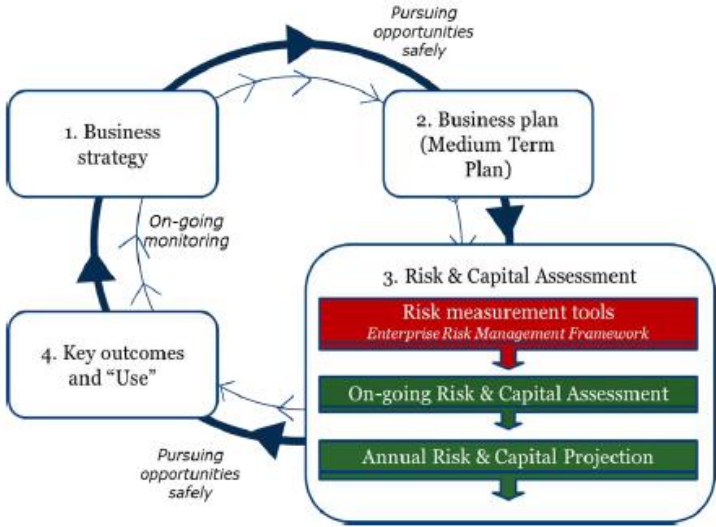 Pursuing
opportunities
safely
1. Business
strategy
2. Business plan
(Medium Term
Plan)
On-going
monitoring
3. Risk & Capital Assessment
Risk measurement tools
Enterprise Risk Management Framework
4. Key outcomes
and “Use”
On-going Risk & Capital Assessment
Annual Risk & Capital Projection
Pursuing
opportunities
safely